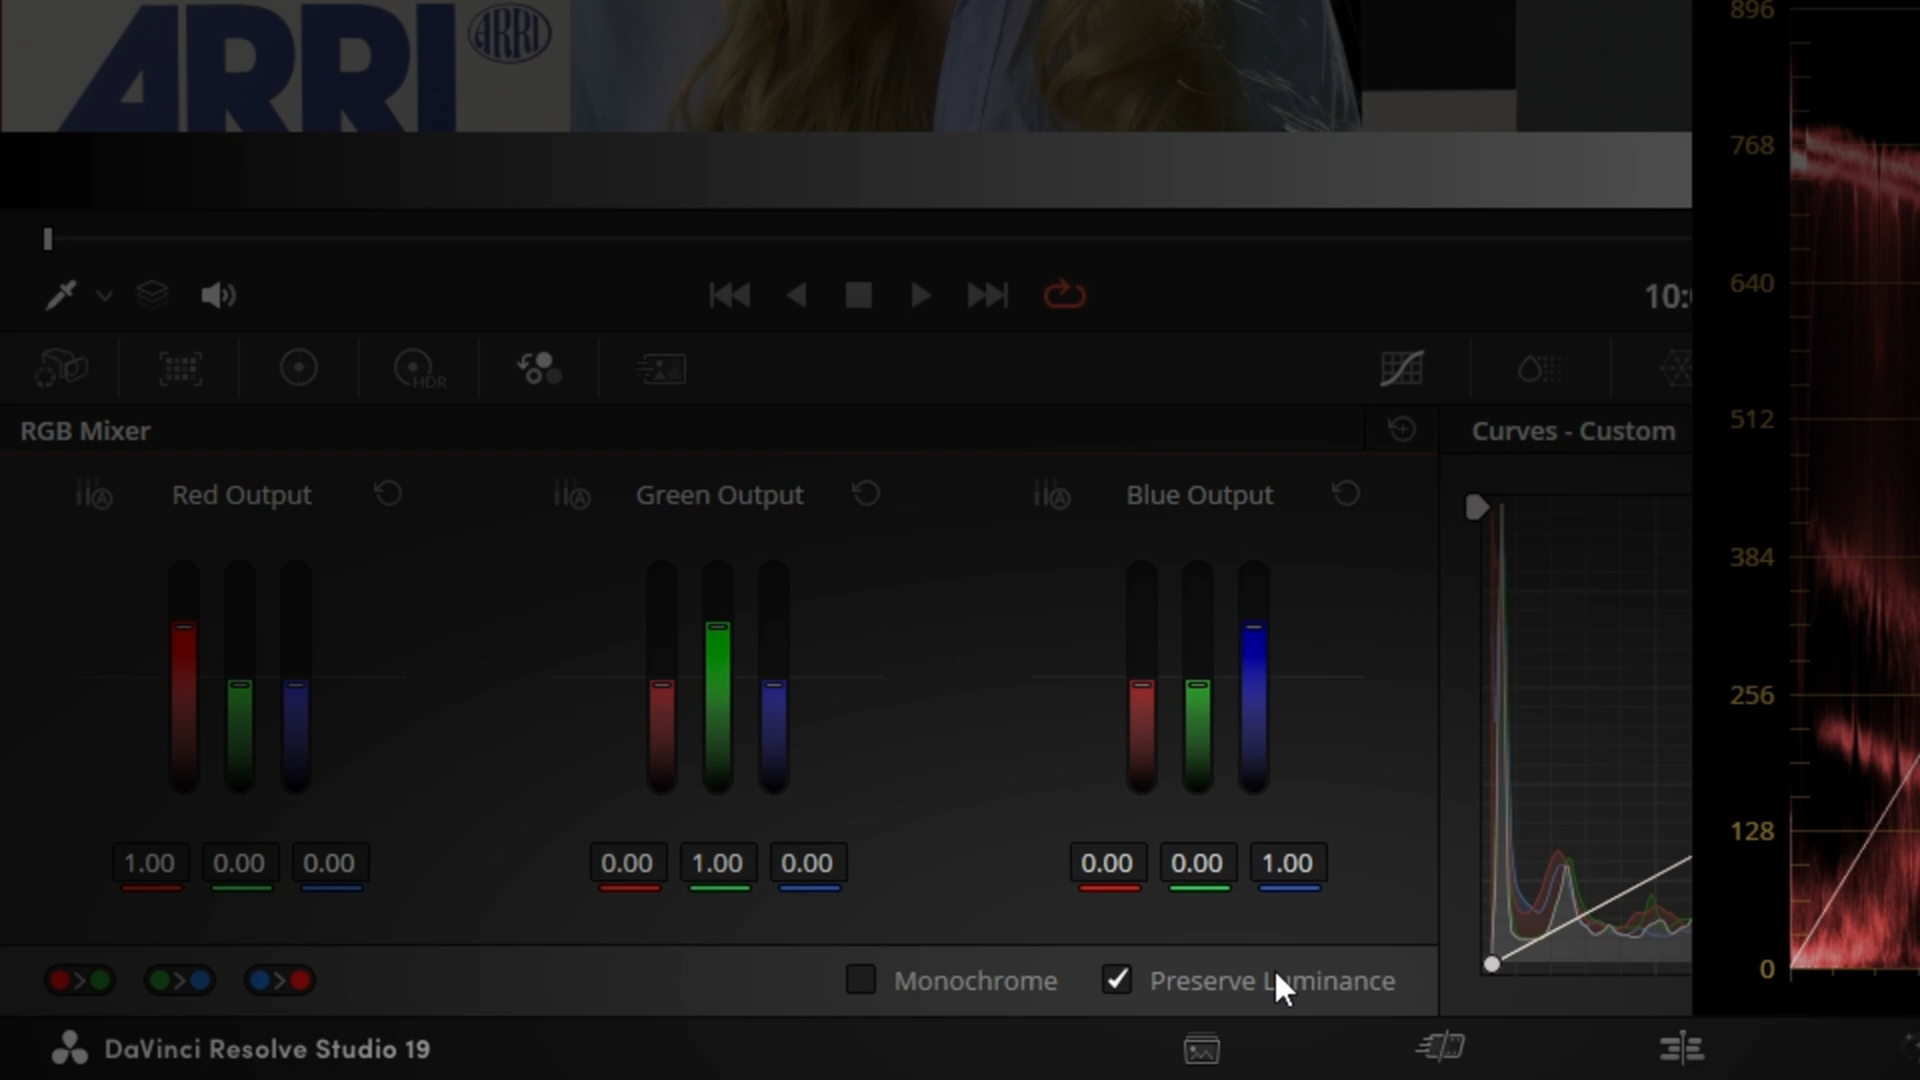 ARRI
ARRI
896
768
640
10:
HDR
512
RGB Mixer
Curves - Custom
Red Output
Green Output
Blue Output
384
256
1.00 0.00 0.00
0.00 1.00 0.00
0.00 0.00 1.00
128
0
Monochrome
Preserve Luminance
DaVinci Resolve Studio 19